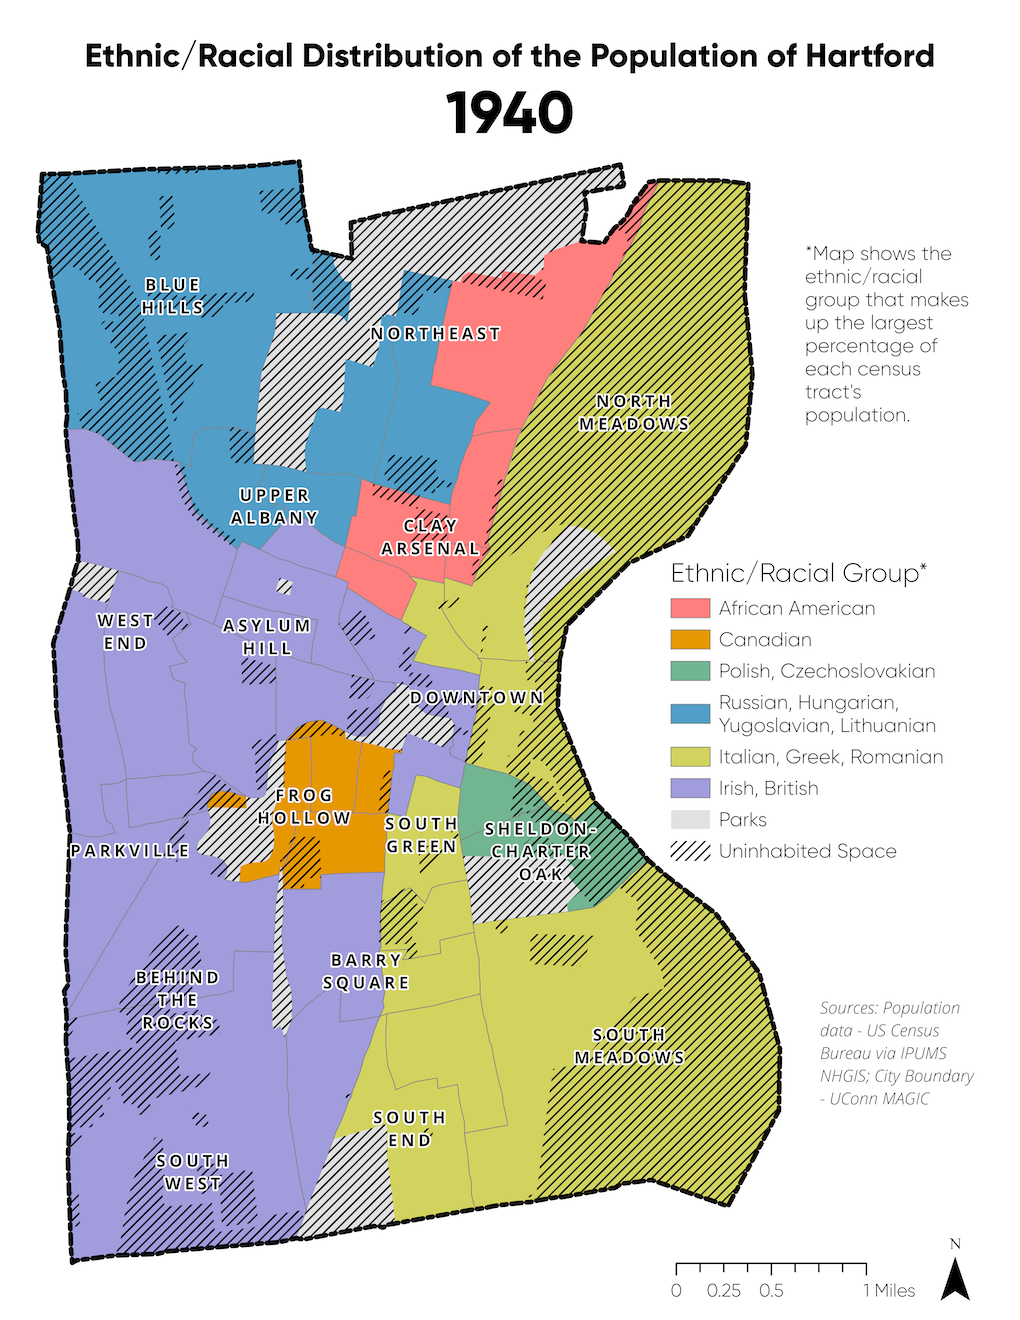 Ethnic/Racial Distribution of the Population of Hartford
1940
*Map shows the
ethnic/racial
group that makes
up the largest
percentage of
each census
tract's
population.
BLUE
HILLS
NORTHEAST
NORTH
MEADOWS
UPPER
ALBANY
CLAY
ARSENAL
WEST
END
ASYLUM
HILL
DOWNTOWN
FROG
HOLLOW
SOUTH
GREEN
SHELDON-
CHARTER
OAK
PARKVILLE
BEHIND
THE
ROCKS
BARRY
SQUARE
SOUTH
MEADOWS
SOUTH
END
SOUTH
WEST
Ethnic/Racial Group*
African American
Canadian
Polish, Czechoslovakian
Russian, Hungarian,
Yugoslavian, Lithuanian
Italian, Greek, Romanian
Irish, British
Parks
Uninhabited Space
Sources: Population
data - US Census
Bureau via IPUMS
NHGIS; City Boundary
- UConn MAGIC
N
0 0.25 0.5 1 Miles